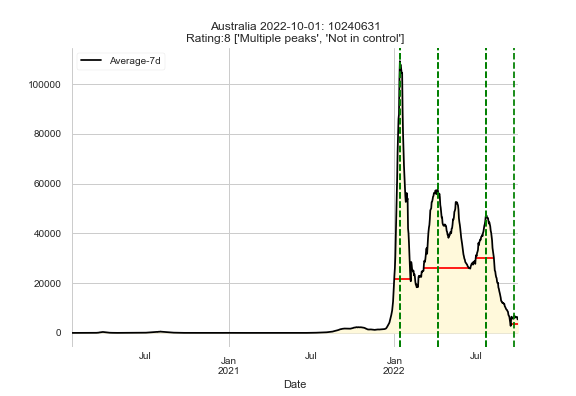 Australia 2022-10-01: 10240631
Rating:8 ['Multiple peaks', 'Not in control']
Average-7d
100000
80000
60000
40000
20000
0
Jul
Jan
2021
Jul
Jan
2022
Jul
Date